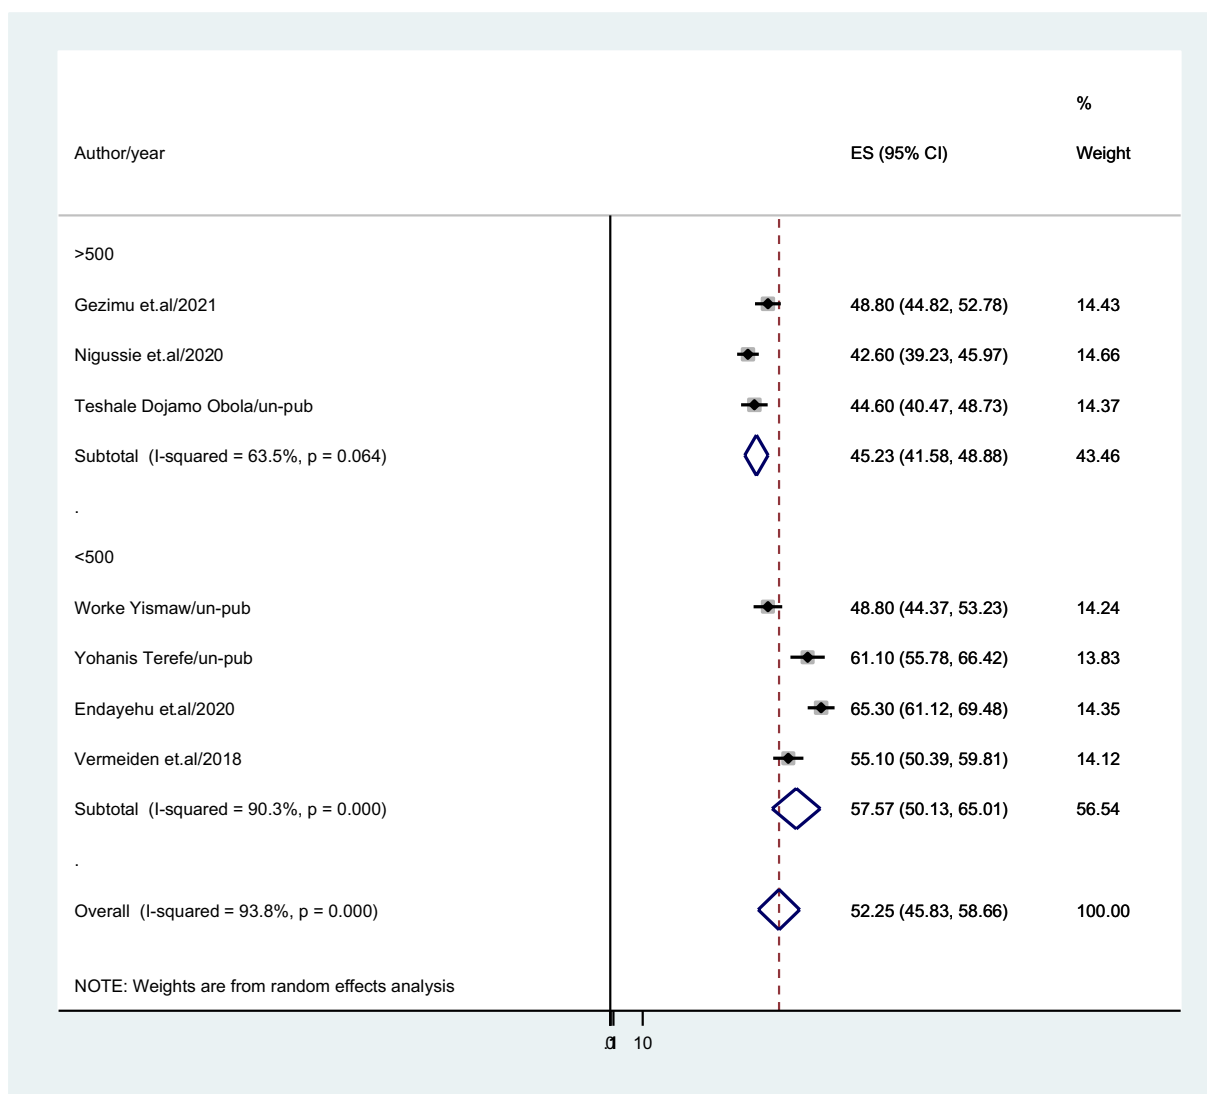 %
Author/year ES (95% CI) Weight
>500
Gezimu et.al/2021 48.80 (44.82, 52.78) 14.43
Nigussie et.al/2020 42.60 (39.23, 45.97) 14.66
Teshale Dojamo Obola/un-pub 44.60 (40.47, 48.73) 14.37
Subtotal (I-squared = 63.5%, p = 0.064) 45.23 (41.58, 48.88) 43.46
.
<500
Worke Yismaw/un-pub 48.80 (44.37, 53.23) 14.24
Yohanis Terefe/un-pub 61.10 (55.78, 66.42) 13.83
Endayehu et.al/2020 65.30 (61.12, 69.48) 14.35
Vermeiden et.al/2018 55.10 (50.39, 59.81) 14.12
Subtotal (I-squared = 90.3%, p = 0.000) 57.57 (50.13, 65.01) 56.54
.
Overall (I-squared = 93.8%, p = 0.000) 52.25 (45.83, 58.66) 100.00
NOTE: Weights are from random effects analysis
10